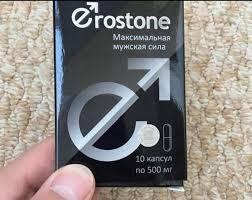 erostone
Максимальная
мужская сила
10 капсул
по 500 мг